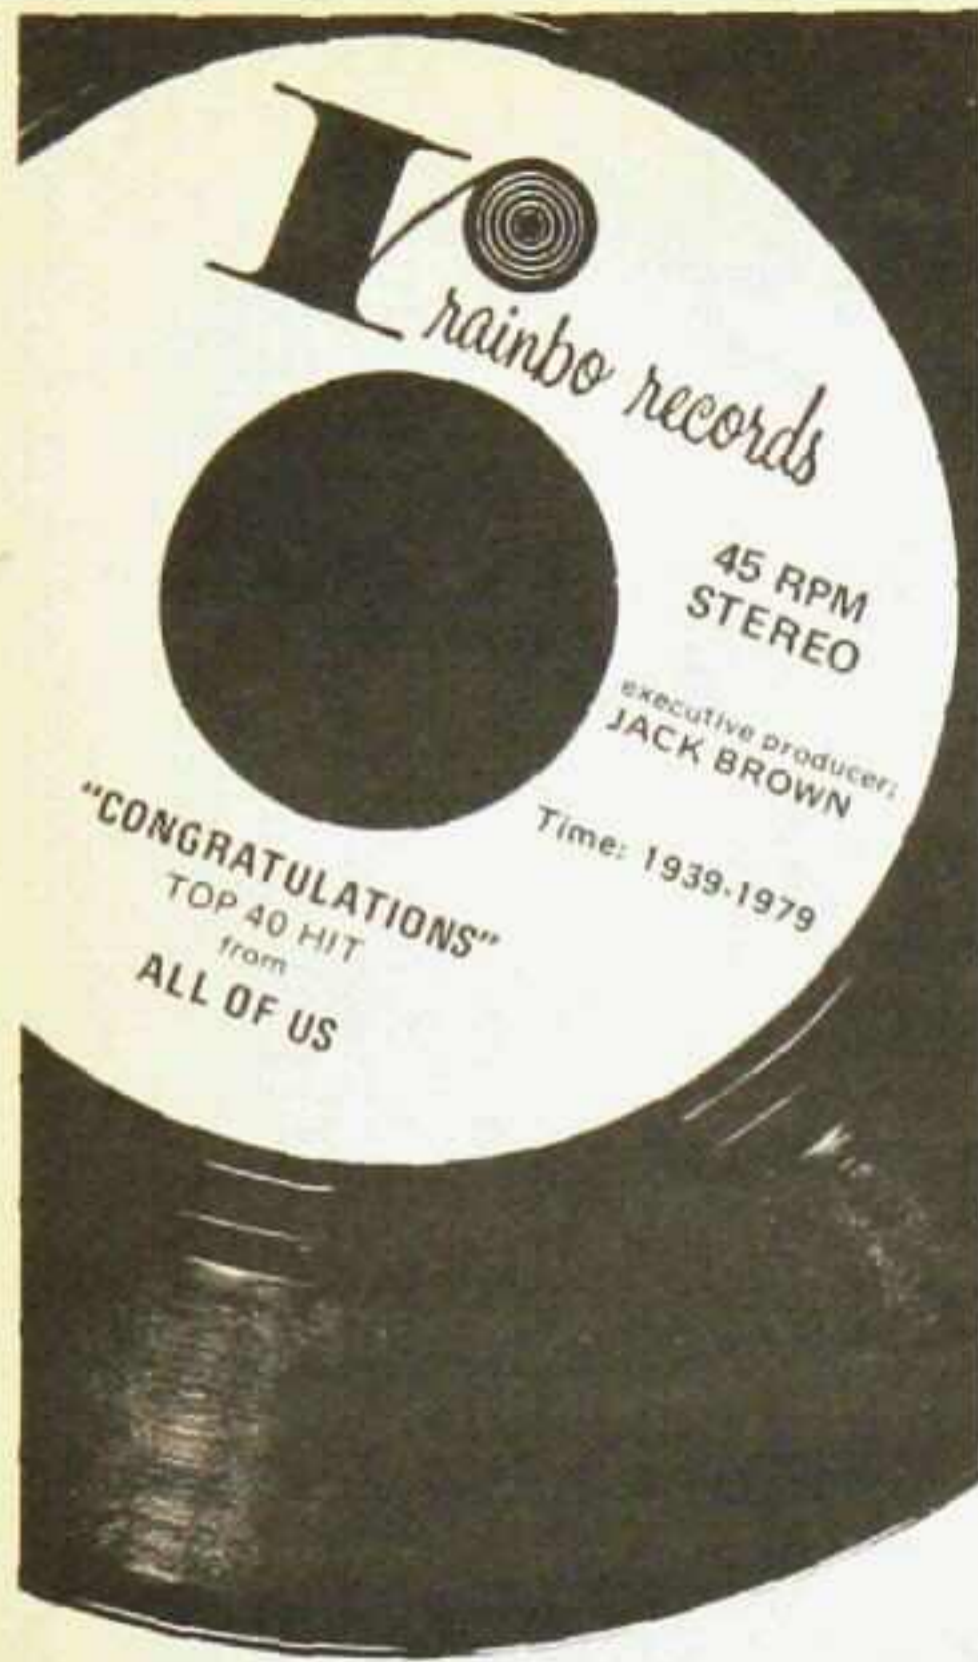 r
rainbo records
45 RPM
STEREO
executive producer:
JACK BROWN
Time: 1939-1979
"CONGRATULATIONS"
TOP 40 HIT
from
ALL OF US